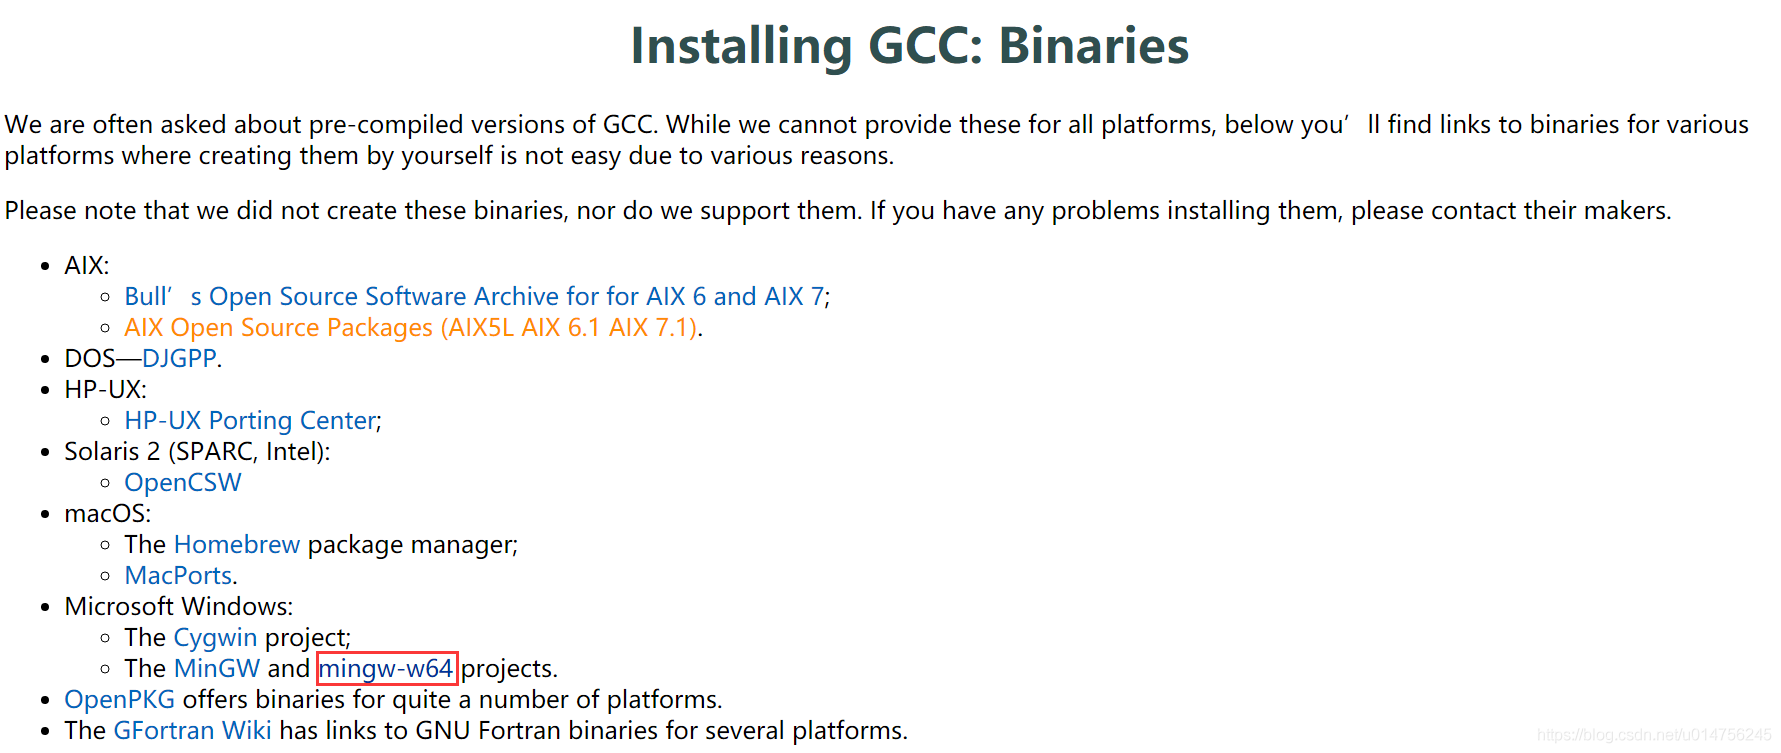 Installing GCC: Binaries
We are often asked about pre-compiled versions of GCC. While we cannot provide these for all platforms, below you’ll find links to binaries for various
platforms where creating them by yourself is not easy due to various reasons.
Please note that we did not create these binaries, nor do we support them. If you have any problems installing them, please contact their makers.
• AIX:
◦ Bull’s Open Source Software Archive for for AIX 6 and AIX 7;
◦ AIX Open Source Packages (AIX5L AIX 6.1 AIX 7.1).
• DOS—DJGPP.
• HP-UX:
◦ HP-UX Porting Center;
• Solaris 2 (SPARC, Intel):
◦ OpenCSW
• macOS:
◦ The Homebrew package manager;
◦ MacPorts.
• Microsoft Windows:
◦ The Cygwin project;
◦ The MinGW and mingw-w64 projects.
• OpenPKG offers binaries for quite a number of platforms.
• The GFortran Wiki has links to GNU Fortran binaries for several platforms.
https://blog.csdn.net/u014756245